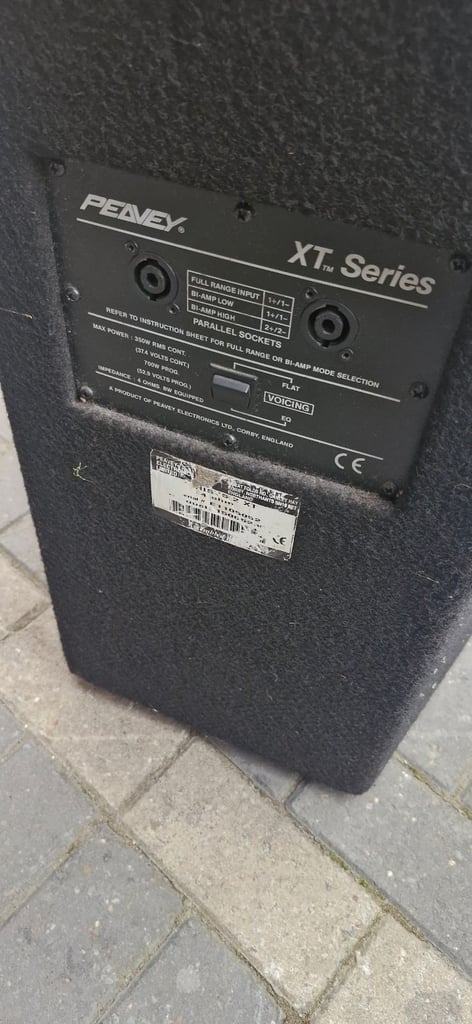 PEAVEY®
XT™ Series
FULL RANGE INPUT 1+/1-
BI-AMP LOW 1+/1-
BI-AMP HIGH 2+/2-
PARALLEL SOCKETS
REFER TO INSTRUCTION SHEET FOR FULL RANGE OR BI-AMP MODE SELECTION
MAX POWER : 350W RMS CONT.
(37.4 VOLTS CONT.)
700W PROG.
(52.9 VOLTS PROG.)
IMPEDANCE : 4 OHMS. 8W EQUIPPED
FLAT
VOICING
EQ
A PRODUCT OF PEAVEY ELECTRONICS LTD. CORBY, ENGLAND
CE
CE